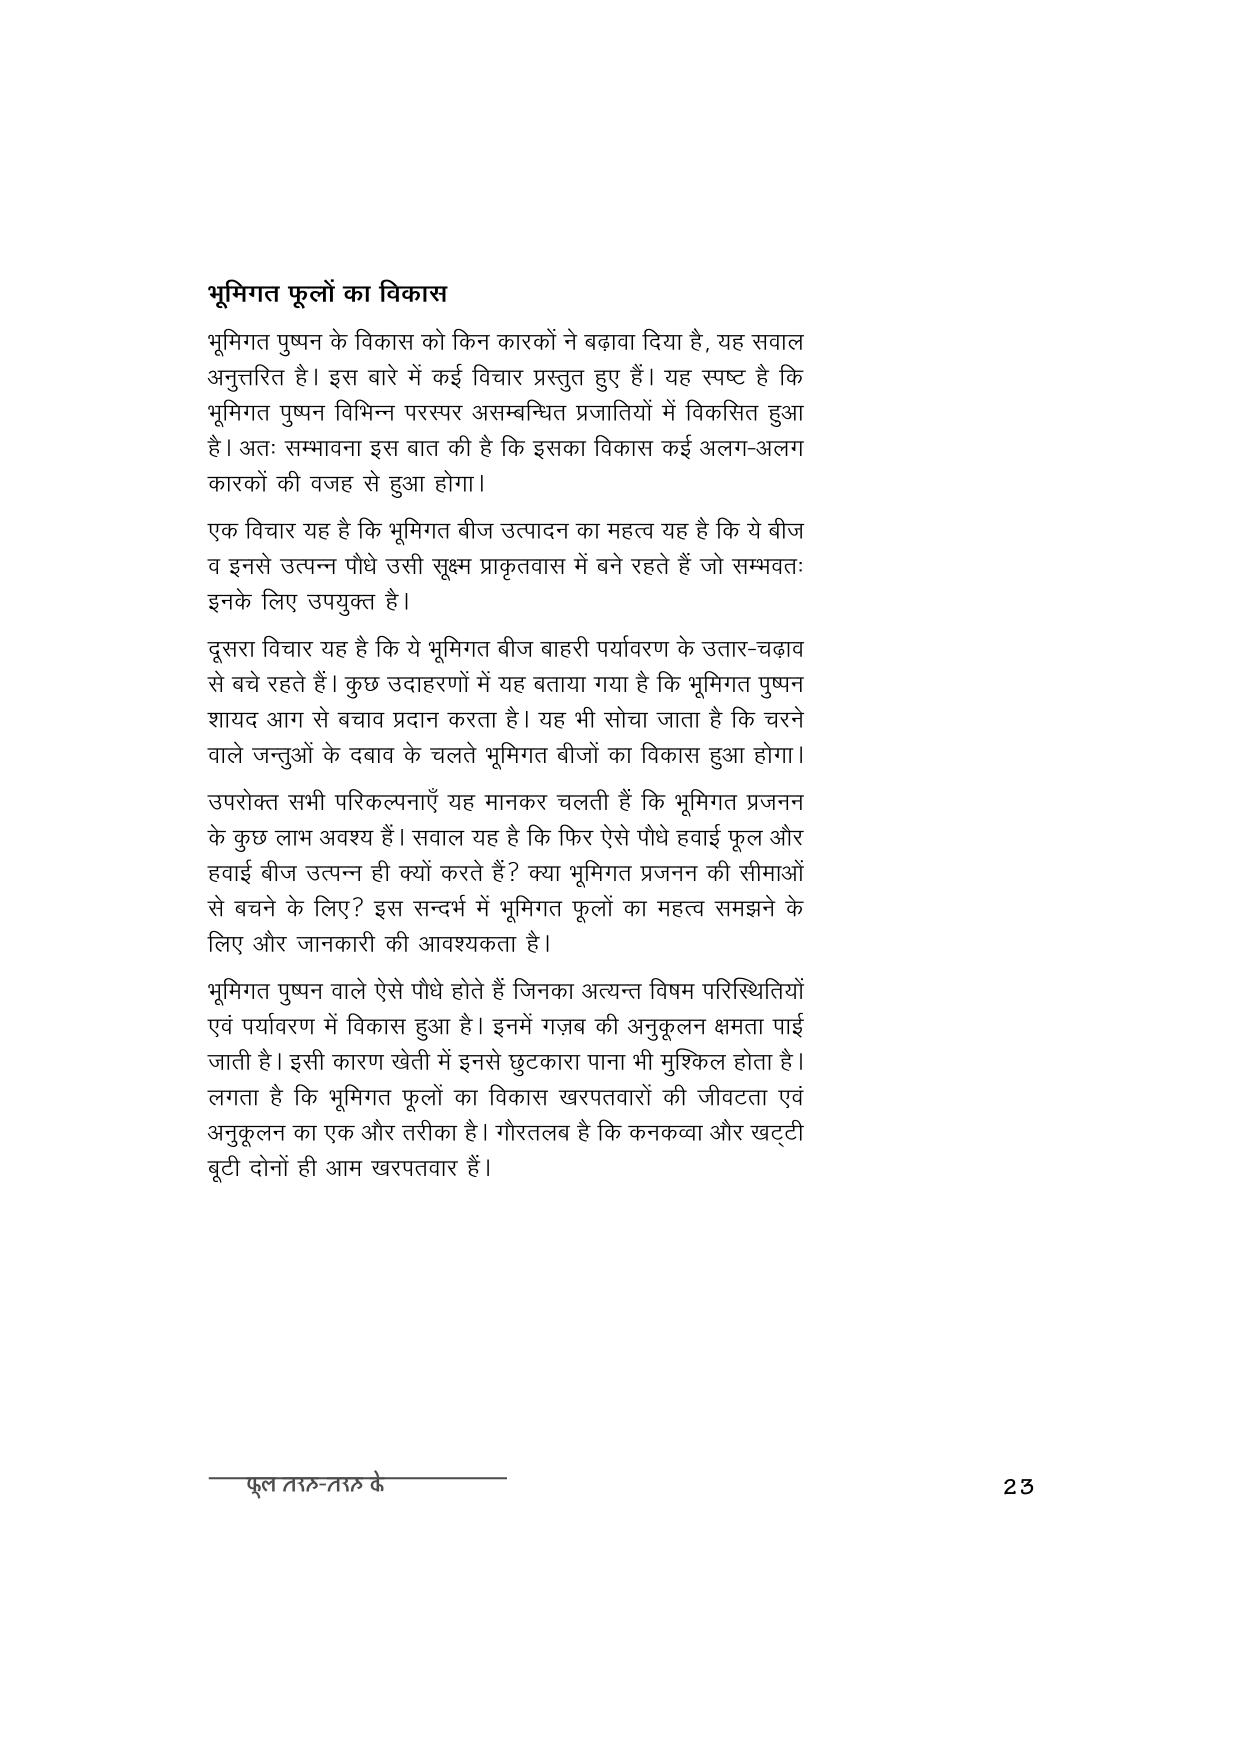 भूमिगत फूलों का विकास
भूमिगत पुष्पन के विकास को किन कारकों ने बढ़ावा दिया है, यह सवाल
अनुत्तरित है। इस बारे में कई विचार प्रस्तुत हुए हैं। यह स्पष्ट है कि
भूमिगत पुष्पन विभिन्न परस्पर असम्बन्धित प्रजातियों में विकसित हुआ
है। अतः सम्भावना इस बात की है कि इसका विकास कई अलग-अलग
कारकों की वजह से हुआ होगा।
एक विचार यह है कि भूमिगत बीज उत्पादन का महत्व यह है कि ये बीज
व इनसे उत्पन्न पौधे उसी सूक्ष्म प्राकृतवास में बने रहते हैं जो सम्भवतः
इनके लिए उपयुक्त है।
दूसरा विचार यह है कि ये भूमिगत बीज बाहरी पर्यावरण के उतार-चढ़ाव
से बचे रहते हैं। कुछ उदाहरणों में यह बताया गया है कि भूमिगत पुष्पन
शायद आग से बचाव प्रदान करता है। यह भी सोचा जाता है कि चरने
वाले जन्तुओं के दबाव के चलते भूमिगत बीजों का विकास हुआ होगा।
उपरोक्त सभी परिकल्पनाएँ यह मानकर चलती हैं कि भूमिगत प्रजनन
के कुछ लाभ अवश्य हैं। सवाल यह है कि फिर ऐसे पौधे हवाई फूल और
हवाई बीज उत्पन्न ही क्यों करते हैं? क्या भूमिगत प्रजनन की सीमाओं
से बचने के लिए? इस सन्दर्भ में भूमिगत फूलों का महत्व समझने के
लिए और जानकारी की आवश्यकता है।
भूमिगत पुष्पन वाले ऐसे पौधे होते हैं जिनका अत्यन्त विषम परिस्थितियों
एवं पर्यावरण में विकास हुआ है। इनमें गज़ब की अनुकूलन क्षमता पाई
जाती है। इसी कारण खेती में इनसे छुटकारा पाना भी मुश्किल होता है।
लगता है कि भूमिगत फूलों का विकास खरपतवारों की जीवटता एवं
अनुकूलन का एक और तरीका है। गौरतलब है कि कनकव्वा और खट्टी
बूटी दोनों ही आम खरपतवार हैं।
फूल तरह-तरह के
23